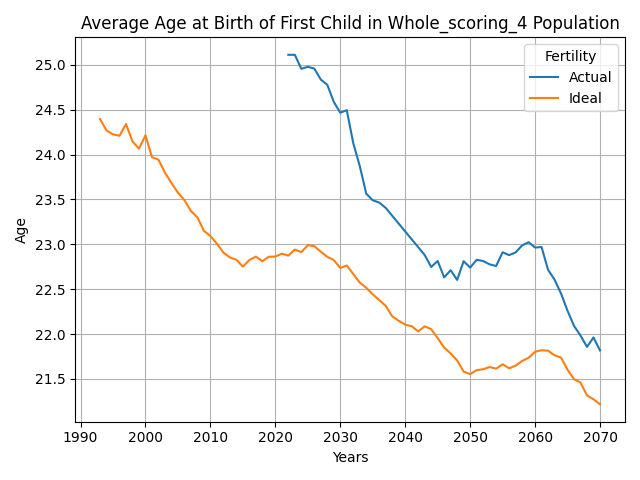 Average Age at Birth of First Child in Whole_scoring_4 Population
Fertility
Actual
Ideal
25.0
24.5
24.0
23.5
23.0
22.5
22.0
21.5
Age
1990
2000
2010
2020
2030
2040
2050
2060
2070
Years